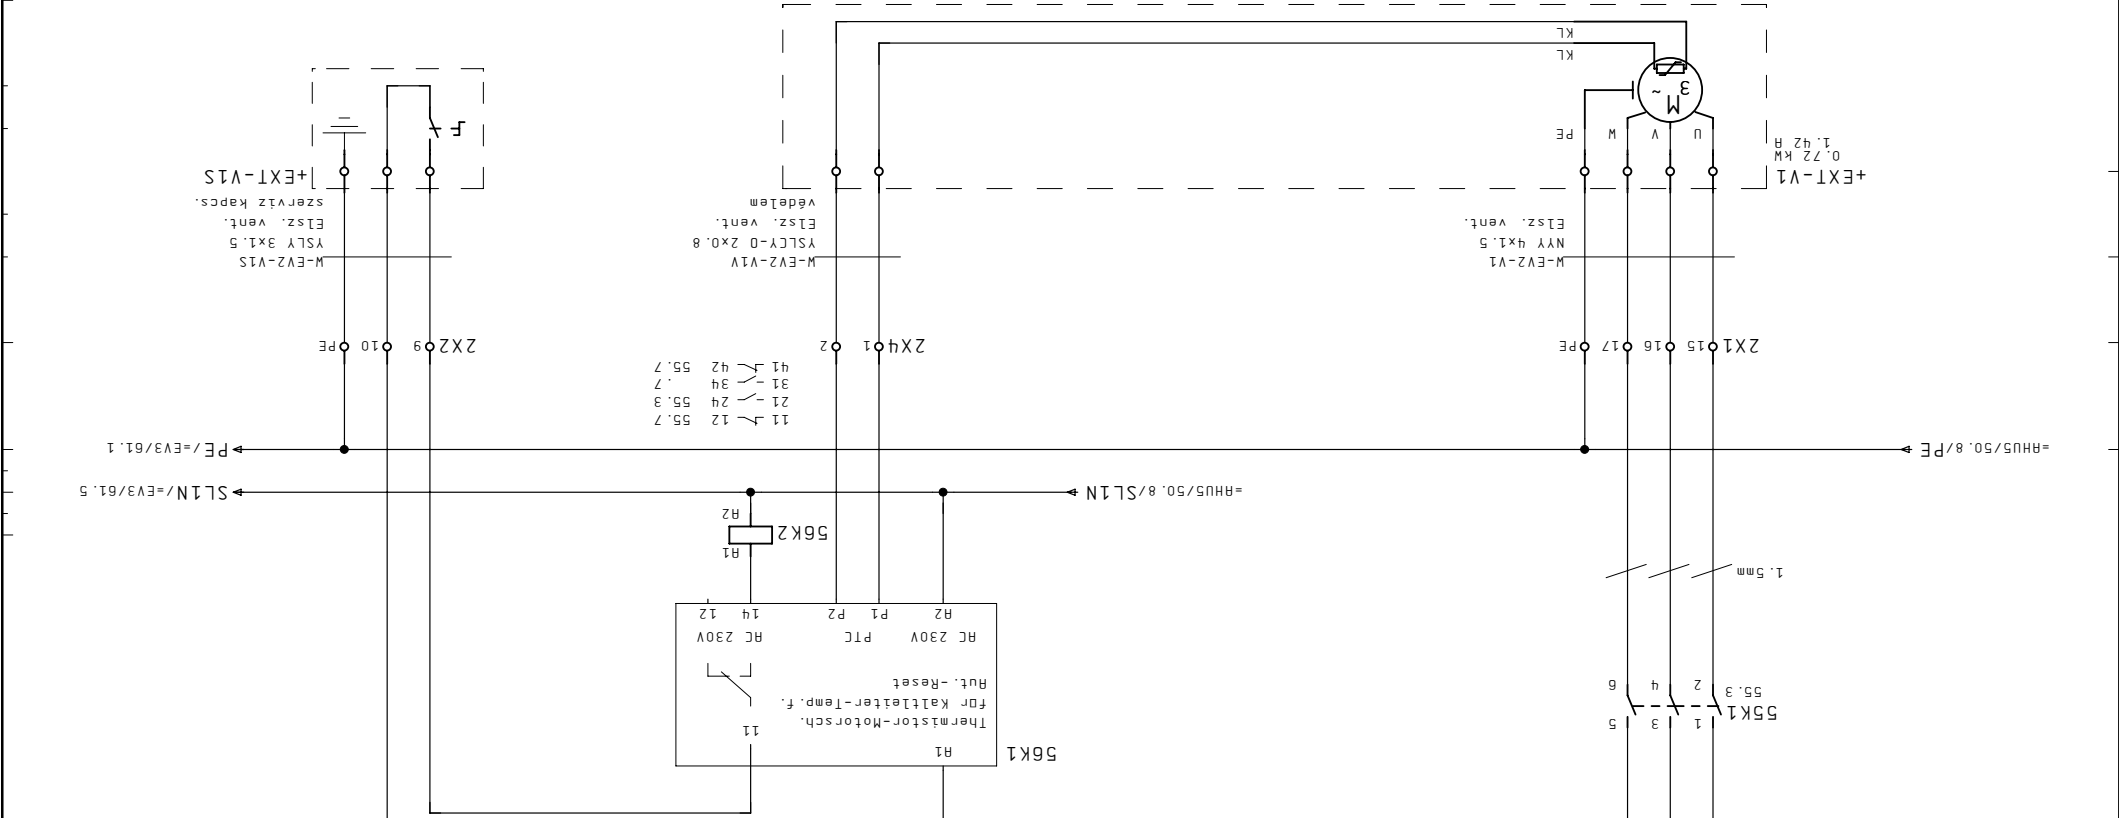 56K1
A1
55K1
55.3
1 3 5
2 4 6
11
Thermistor-Motorsch.
f□r Kaltleiter-Temp.f.
Aut.-Reset
AC 230V
PTC
AC 230V
A2
P1
P2
14
12
1.5mm
A1
56K2
A2
=AHU5/50.8/SL1N
SL1N/=EV3/61.5
=AHU5/50.8/PE
PE/=EV3/61.1
11 12 55.7
21 24 55.3
31 34 .7
41 42 55.7
2X1 15 16 17 PE
2X4 1 2
2X2 9 10 PE
W-EV2-V1
NYY 4x1.5
Elsz. vent.
W-EV2-V1V
YSLCY-O 2x0.8
Elsz. vent.
védelem
W-EV2-V1S
YSLY 3x1.5
Elsz. vent.
szerviz kapcs.
+EXT-V1
0.72 kW
1.42 A
+EXT-V1S
U V W PE
M
3 ~
KL
KL